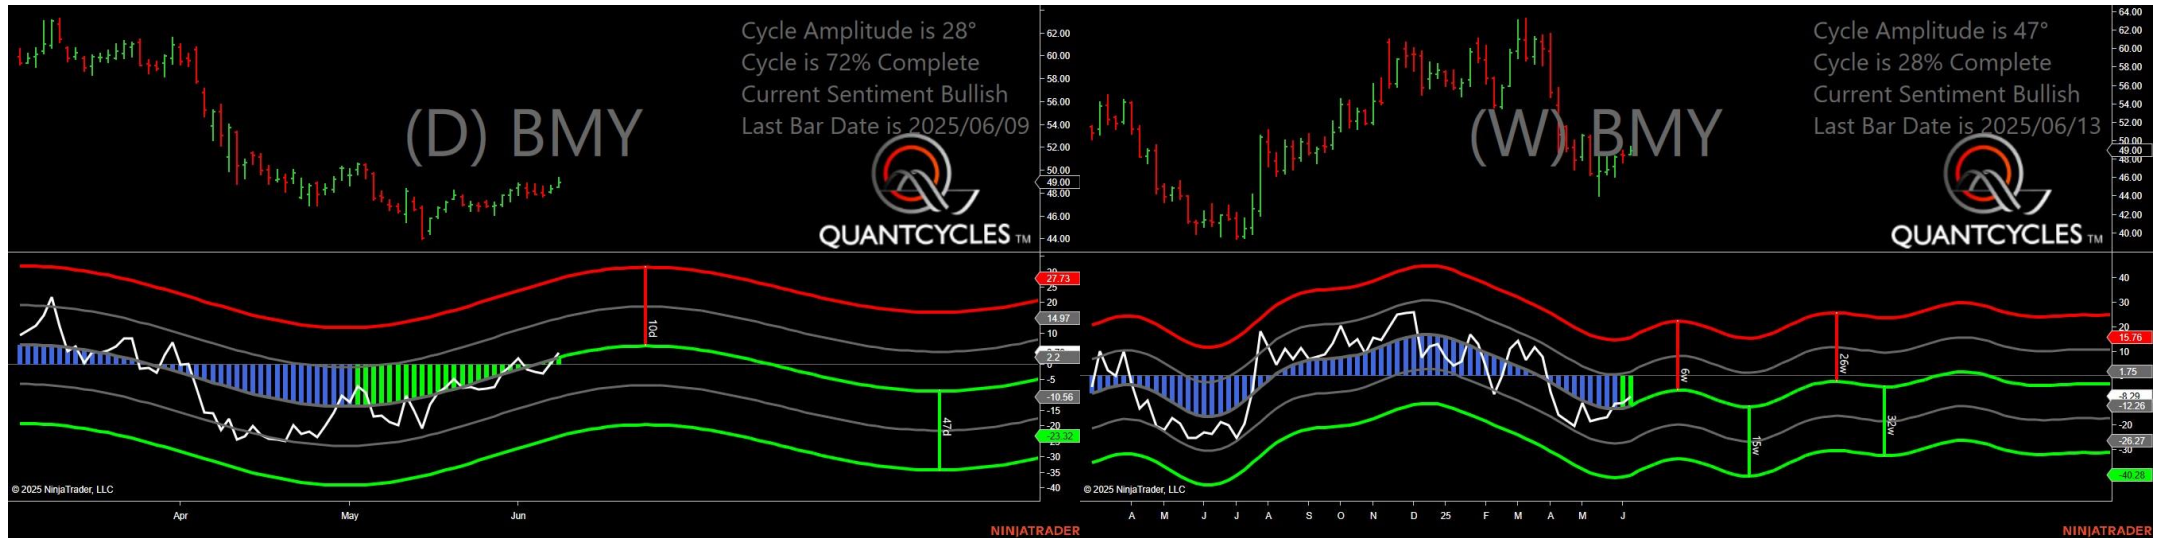 Cycle Amplitude is 28°
Cycle is 72% Complete
Current Sentiment Bullish
Last Bar Date is 2025/06/09
(D) BMY
QUANTCYCLES TM
62.00
60.00
58.00
56.00
54.00
52.00
50.00
49.00
48.00
46.00
44.00
27.73
25
20
14.97
10
2.2
0
-5
-10.56
-15
-20
-23.32
-30
-35
-40
10d
47d
© 2025 NinjaTrader, LLC
Apr
May
Jun
NINJATRADER
Cycle Amplitude is 47°
Cycle is 28% Complete
Current Sentiment Bullish
Last Bar Date is 2025/06/13
(W) BMY
QUANTCYCLES TM
64.00
62.00
60.00
58.00
56.00
54.00
52.00
50.00
49.00
48.00
46.00
44.00
42.00
40.00
40
30
20
15.76
10
1.75
-8.29
-12.26
-20
-26.27
-30
-40.28
6w
15w
26w
32w
© 2025 NinjaTrader, LLC
A M J J A S O N D 25 F M A M J
NINJATRADER